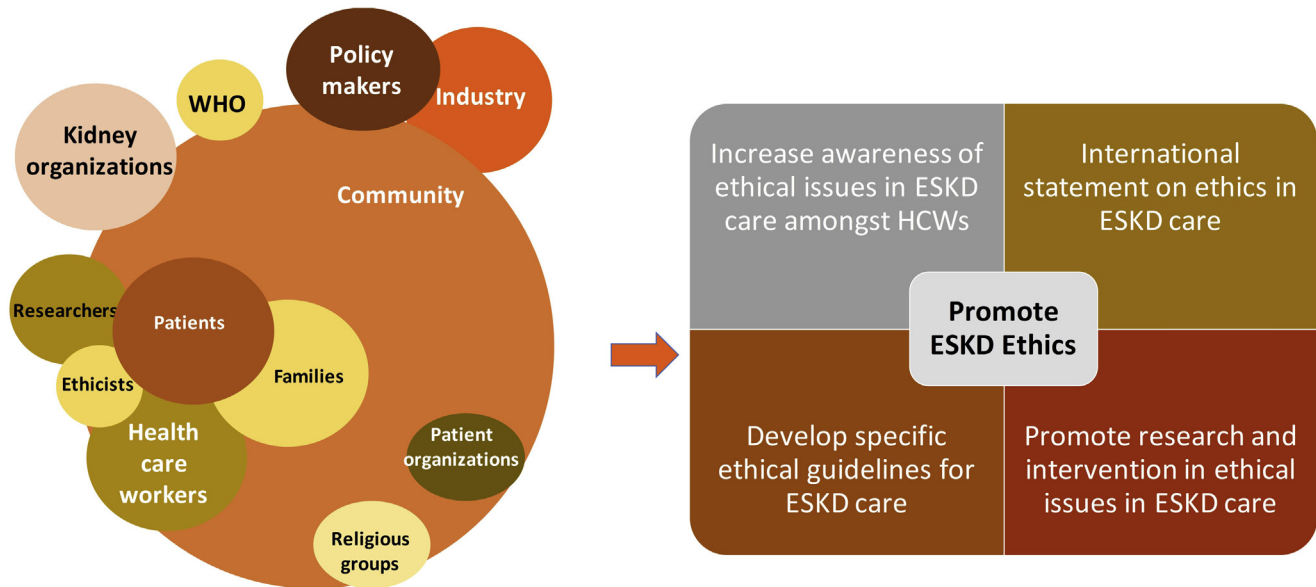 Policy
makers
WHO
Industry
Kidney
organizations
Community
Researchers
Patients
Ethicists
Families
Health
care
workers
Patient
organizations
Religious
groups
Increase awareness of
ethical issues in ESKD
care amongst HCWs
International
statement on ethics in
ESKD care
Promote
ESKD Ethics
Develop specific
ethical guidelines for
ESKD care
Promote research and
intervention in ethical
issues in ESKD care